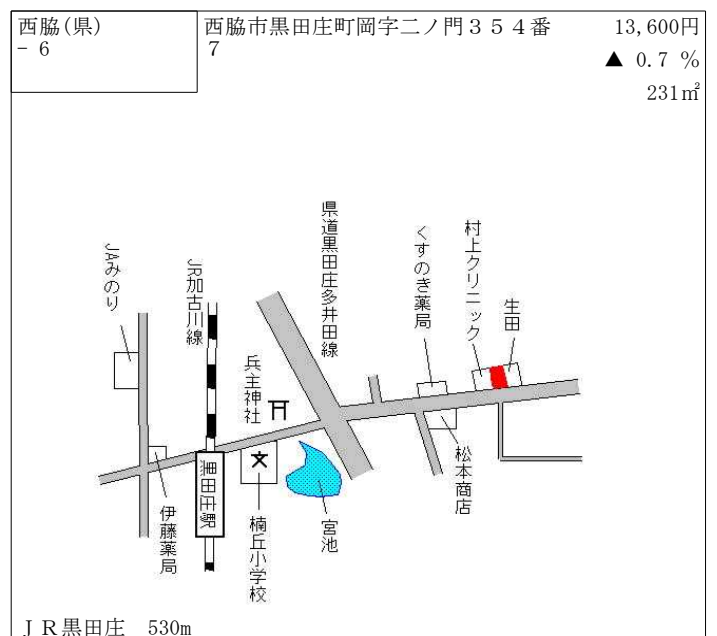 西脇(県)
－ 6
西脇市黒田庄町岡字二ノ門３５４番
７
13,600円
▲ 0.7 %
231㎡
JAみのり
JR加古川線
兵主神社
県道黒田庄多井田線
くすのき薬局
村上クリニック
生田
伊藤薬局
黒田庄駅
楠丘小学校
宮池
松本商店
ＪＲ黒田庄　530m